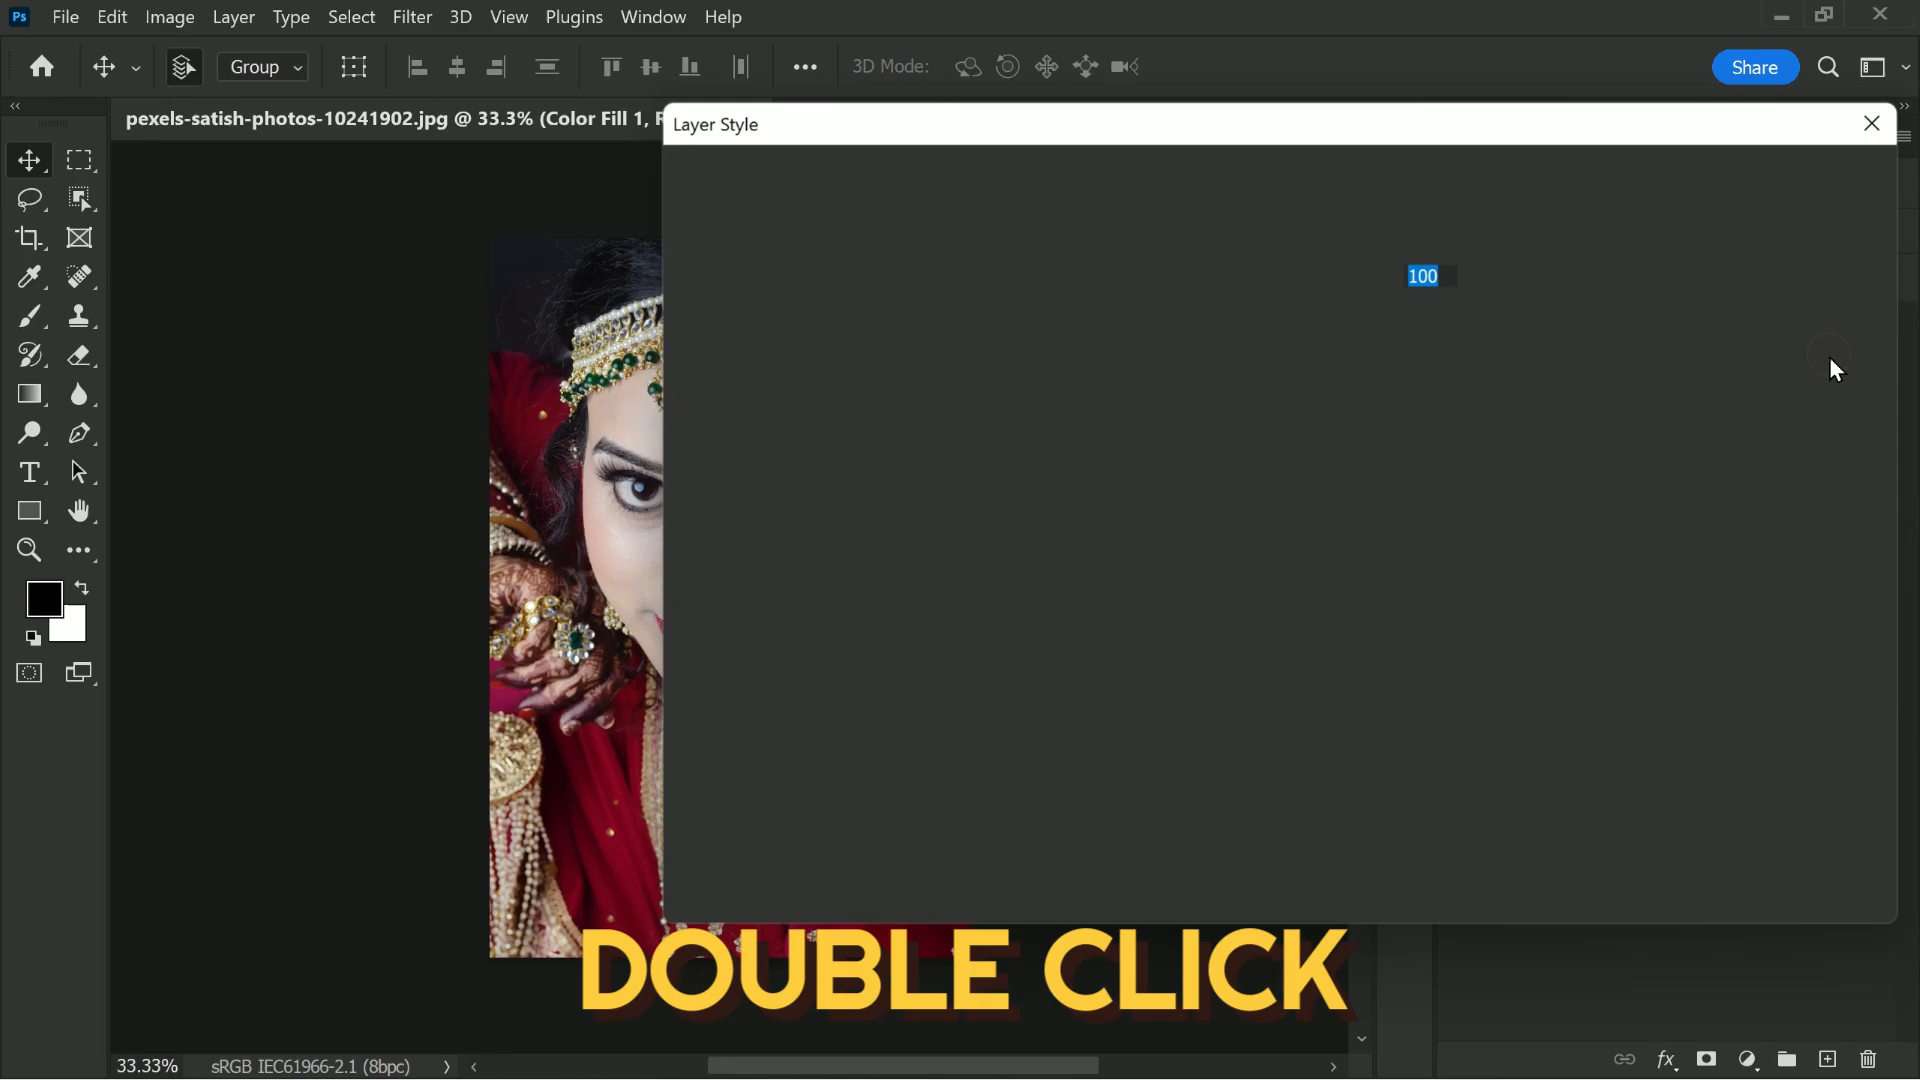 Ps File Edit Image Layer Type Select Filter 3D View Plugins Window Help
Group
3D Mode:
Share
pexels-satish-photos-10241902.jpg @ 33.3% (Color Fill 1,
Layer Style
100
T
DOUBLE CLICK
33.33% sRGB IEC61966-2.1 (8bpc)
fx